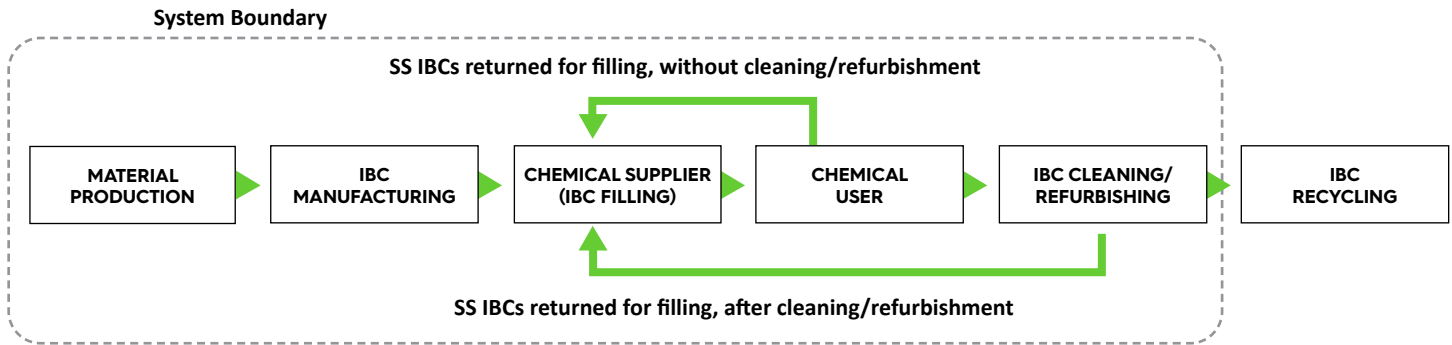 System Boundary
SS IBCs returned for filling, without cleaning/refurbishment
MATERIAL
PRODUCTION
IBC
MANUFACTURING
CHEMICAL SUPPLIER
(IBC FILLING)
CHEMICAL
USER
IBC CLEANING/
REFURBISHING
IBC
RECYCLING
SS IBCs returned for filling, after cleaning/refurbishment